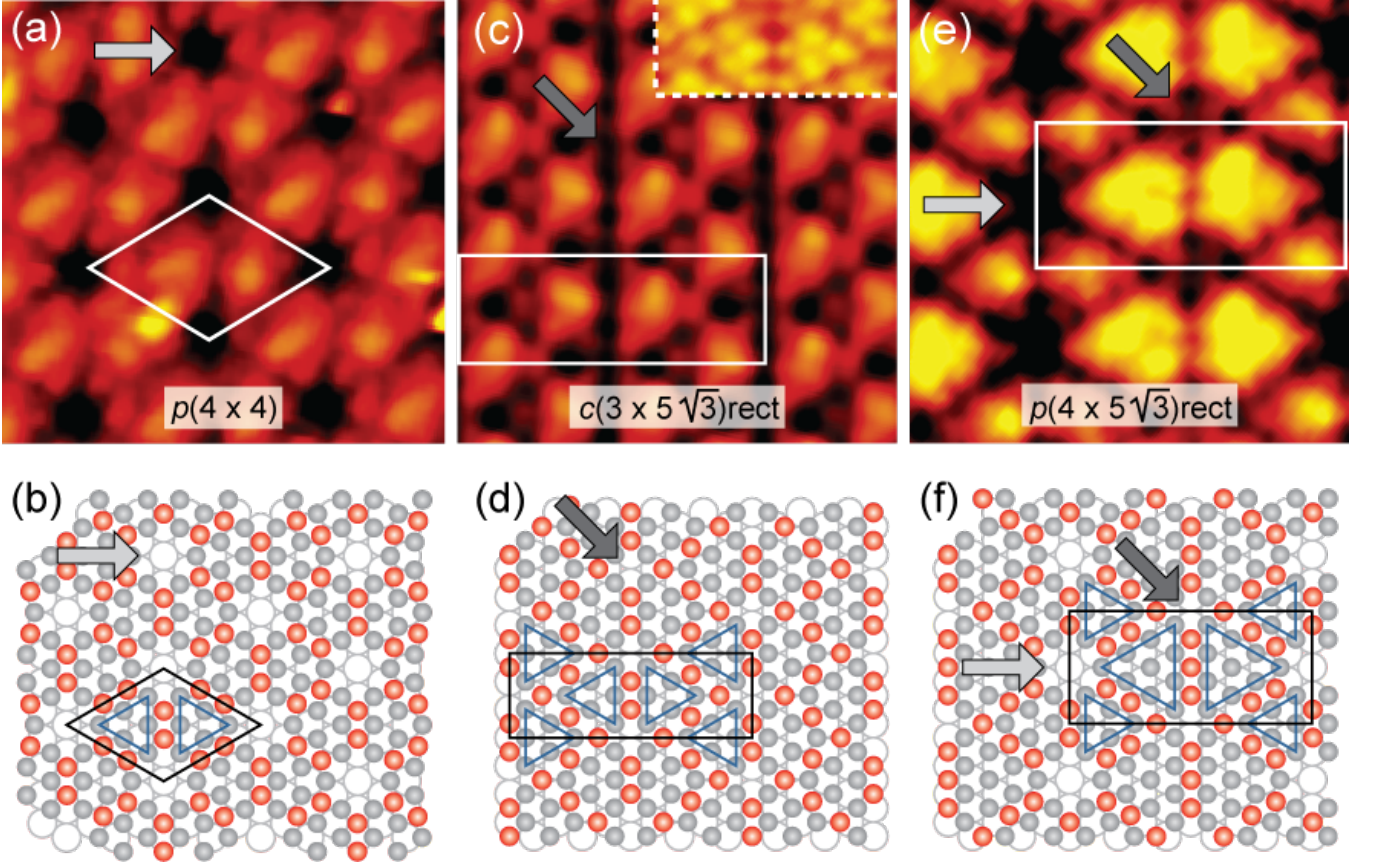 (a)
p(4 x 4)
(c)
c(3 x 5√3)rect
(e)
p(4 x 5√3)rect
(b)
(d)
(f)